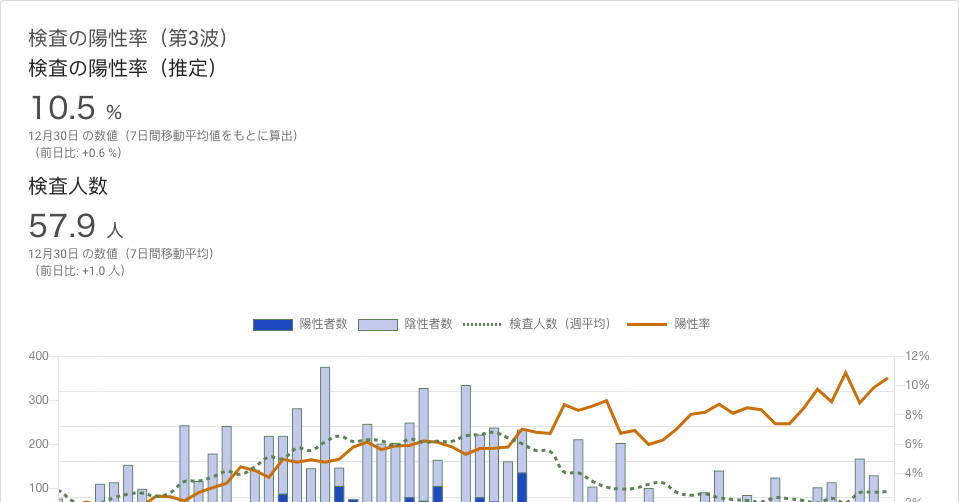 検査の陽性率（第3波）
検査の陽性率（推定）
10.5 %
12月30日 の数値（7日間移動平均値をもとに算出）
（前日比: +0.6 %）
検査人数
57.9 人
12月30日 の数値（7日間移動平均）
（前日比: +1.0 人）
陽性者数 陰性者数 検査人数（週平均） 陽性率
400 12%
10%
300
8%
200 6%
4%
100